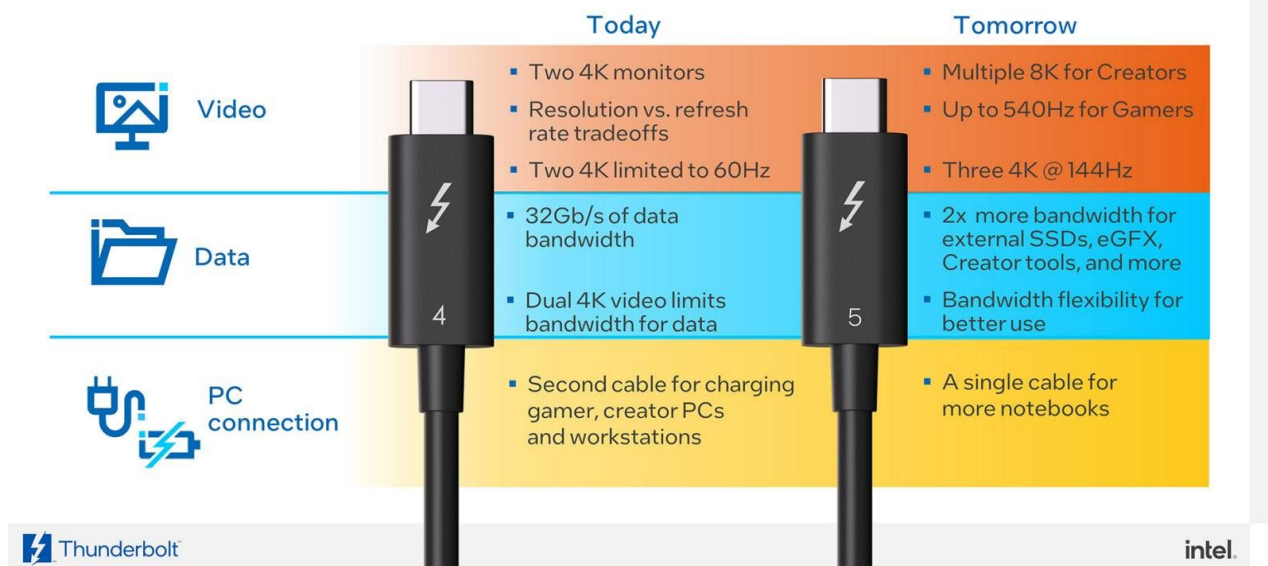 Today
Tomorrow
Video
▪ Two 4K monitors
▪ Resolution vs. refresh
rate tradeoffs
▪ Two 4K limited to 60Hz
▪ Multiple 8K for Creators
▪ Up to 540Hz for Gamers
▪ Three 4K @ 144Hz
Data
▪ 32Gb/s of data
bandwidth
▪ Dual 4K video limits
bandwidth for data
▪ 2x more bandwidth for
external SSDs, eGFX,
Creator tools, and more
▪ Bandwidth flexibility for
better use
4
5
PC
connection
▪ Second cable for charging
gamer, creator PCs
and workstations
▪ A single cable for
more notebooks
Thunderbolt™
intel.